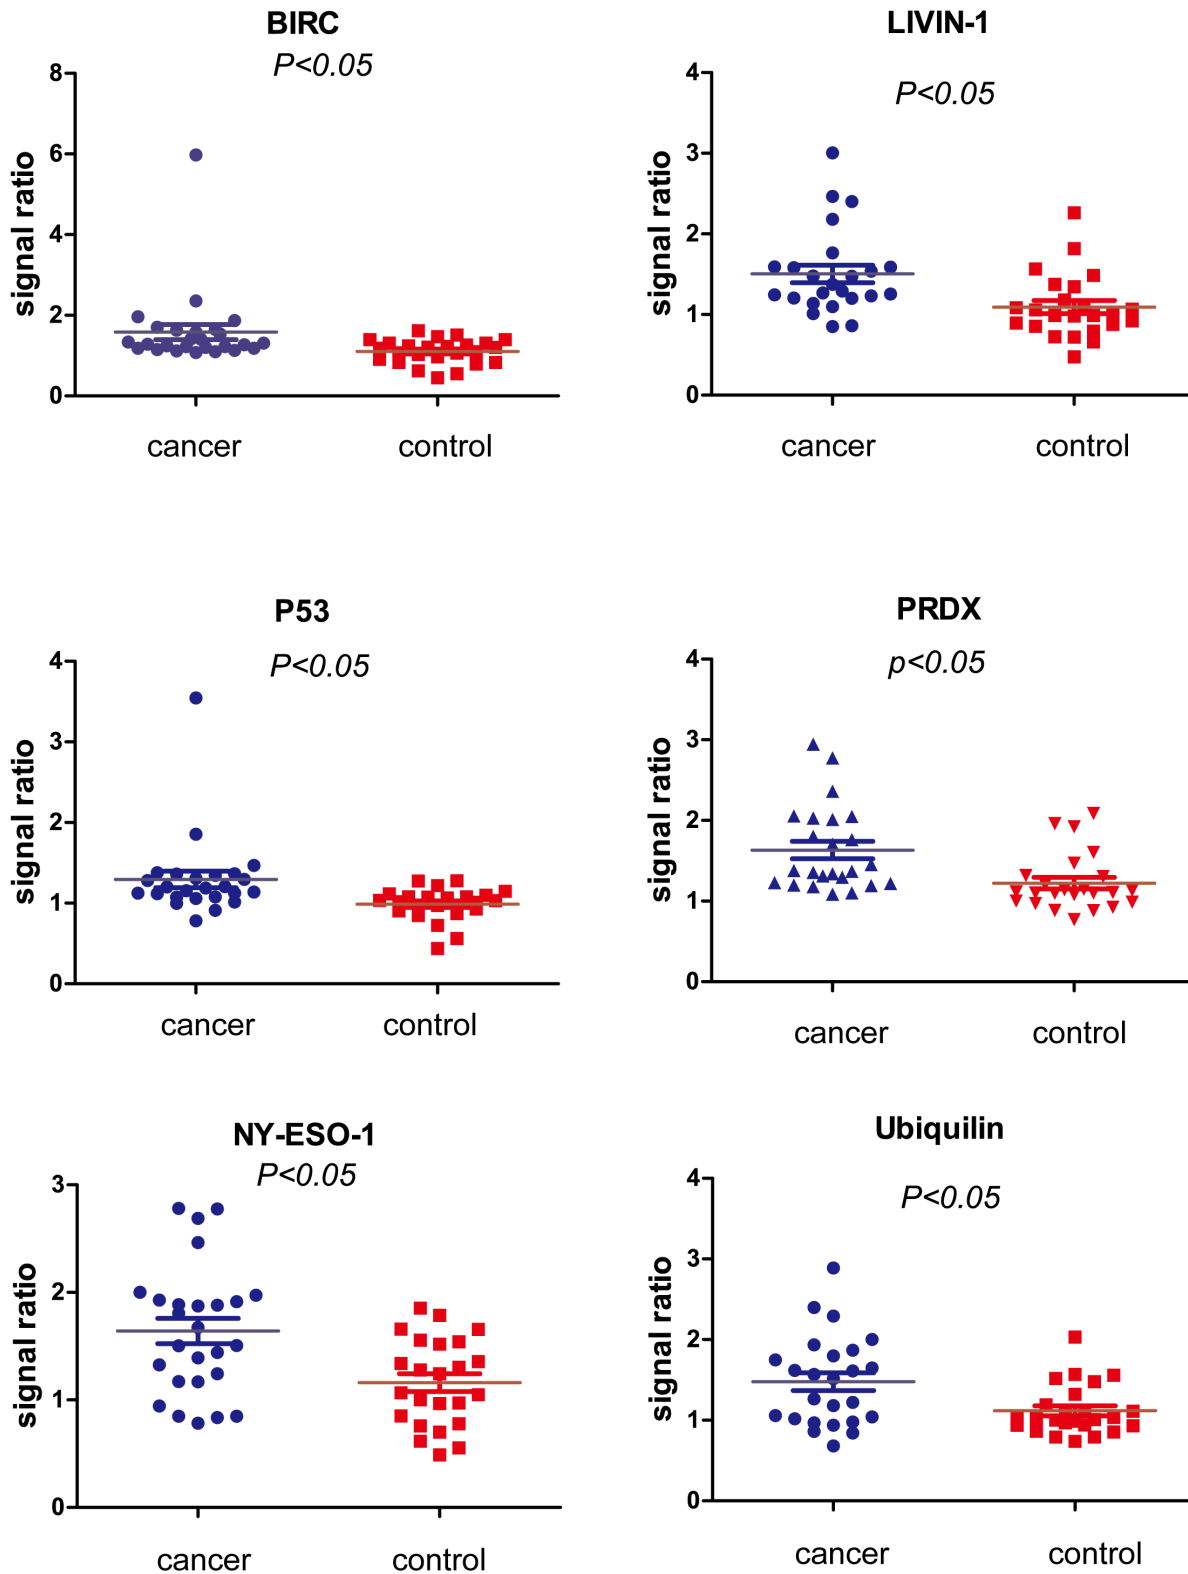 BIRC
P<0.05
8
6
4
2
0
signal ratio
cancer control
LIVIN-1
P<0.05
4
3
2
1
0
signal ratio
cancer control
P53
P<0.05
4
3
2
1
0
signal ratio
cancer control
PRDX
p<0.05
4
3
2
1
0
signal ratio
cancer control
NY-ESO-1
P<0.05
3
2
1
0
signal ratio
cancer control
Ubiquilin
P<0.05
4
3
2
1
0
signal ratio
cancer control